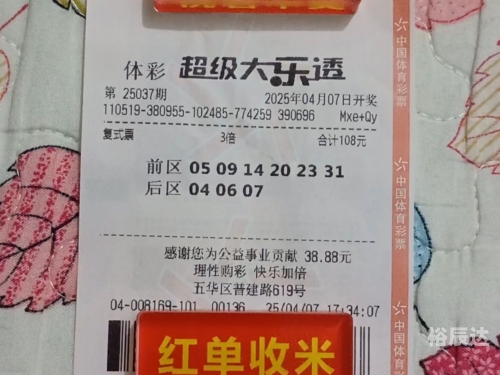 体彩 超级大乐透
第 25037期 2025年04月07日开奖
110519-380955-102485-774259 390696 Mxe+Qy
复式票 3倍 合计108元
前区 05 09 14 20 23 31
后区 04 06 07
感谢您为公益事业贡献 38.88元
理性购彩 快乐加倍
五华区普建路619号
04-008169-101 00136 25/04/07 17:34:07
红单收米
中国体育彩票
中国体育彩票
中国体育彩票
裕辰达